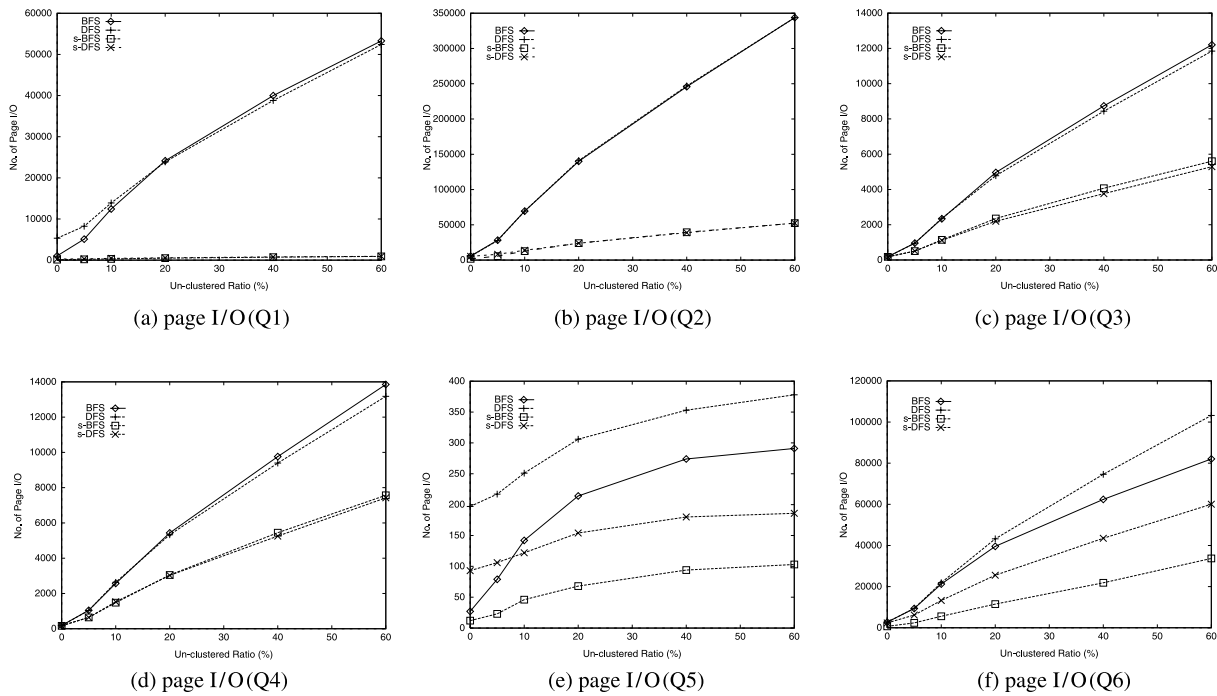 60000
50000
40000
30000
20000
10000
0
No. of Page I/O
BFS
DFS
s-BFS
s-DFS
0 10 20 30 40 50 60
Un-clustered Ratio (%)
(a) page I/O(Q1)
350000
300000
250000
200000
150000
100000
50000
0
No. of Page I/O
BFS
DFS
s-BFS
s-DFS
0 10 20 30 40 50 60
Un-clustered Ratio (%)
(b) page I/O(Q2)
14000
12000
10000
8000
6000
4000
2000
0
No. of Page I/O
BFS
DFS
s-BFS
s-DFS
0 10 20 30 40 50 60
Un-clustered Ratio (%)
(c) page I/O(Q3)
14000
12000
10000
8000
6000
4000
2000
0
No. of Page I/O
BFS
DFS
s-BFS
s-DFS
0 10 20 30 40 50 60
Un-clustered Ratio (%)
(d) page I/O(Q4)
400
350
300
250
200
150
100
50
0
No. of Page I/O
BFS
DFS
s-BFS
s-DFS
0 10 20 30 40 50 60
Un-clustered Ratio (%)
(e) page I/O(Q5)
120000
100000
80000
60000
40000
20000
0
No. of Page I/O
BFS
DFS
s-BFS
s-DFS
0 10 20 30 40 50 60
Un-clustered Ratio (%)
(f) page I/O(Q6)